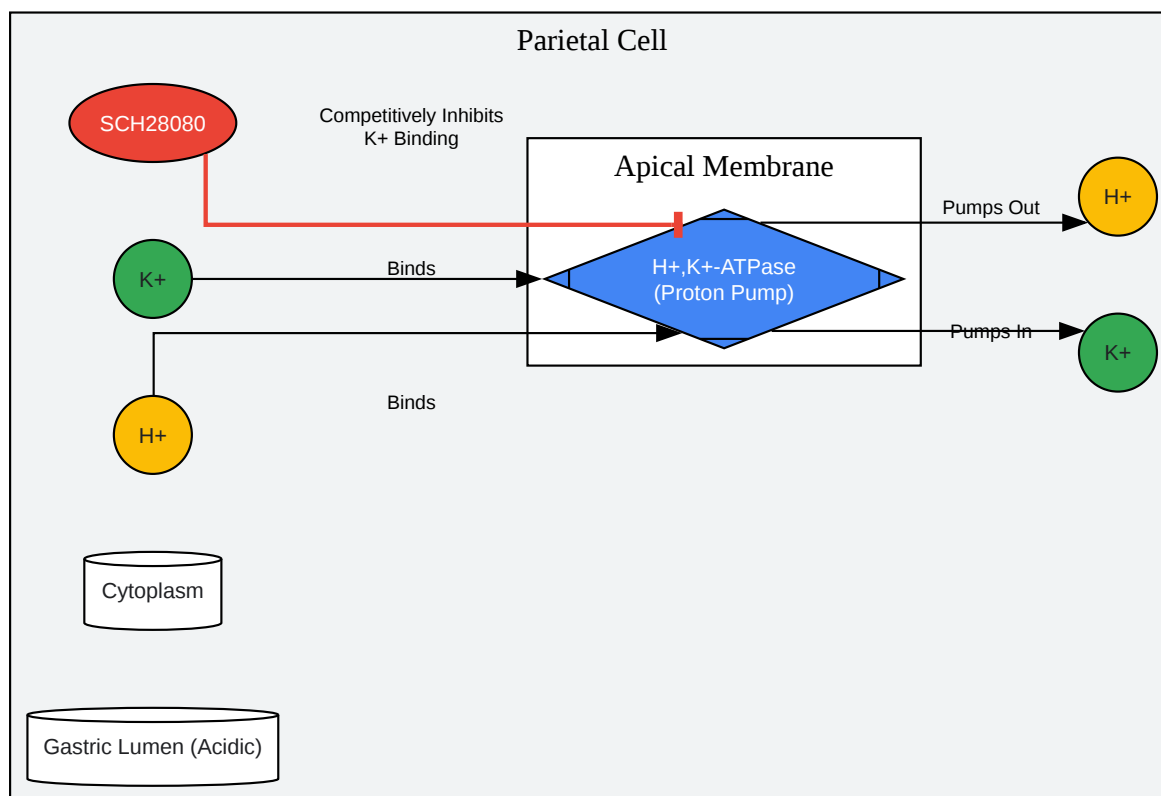 Parietal Cell
SCH28080
Competitively Inhibits
K+ Binding
Apical Membrane
H+
Pumps Out
K+
Binds
H+,K+-ATPase
(Proton Pump)
Pumps In
K+
Binds
H+
Cytoplasm
Gastric Lumen (Acidic)